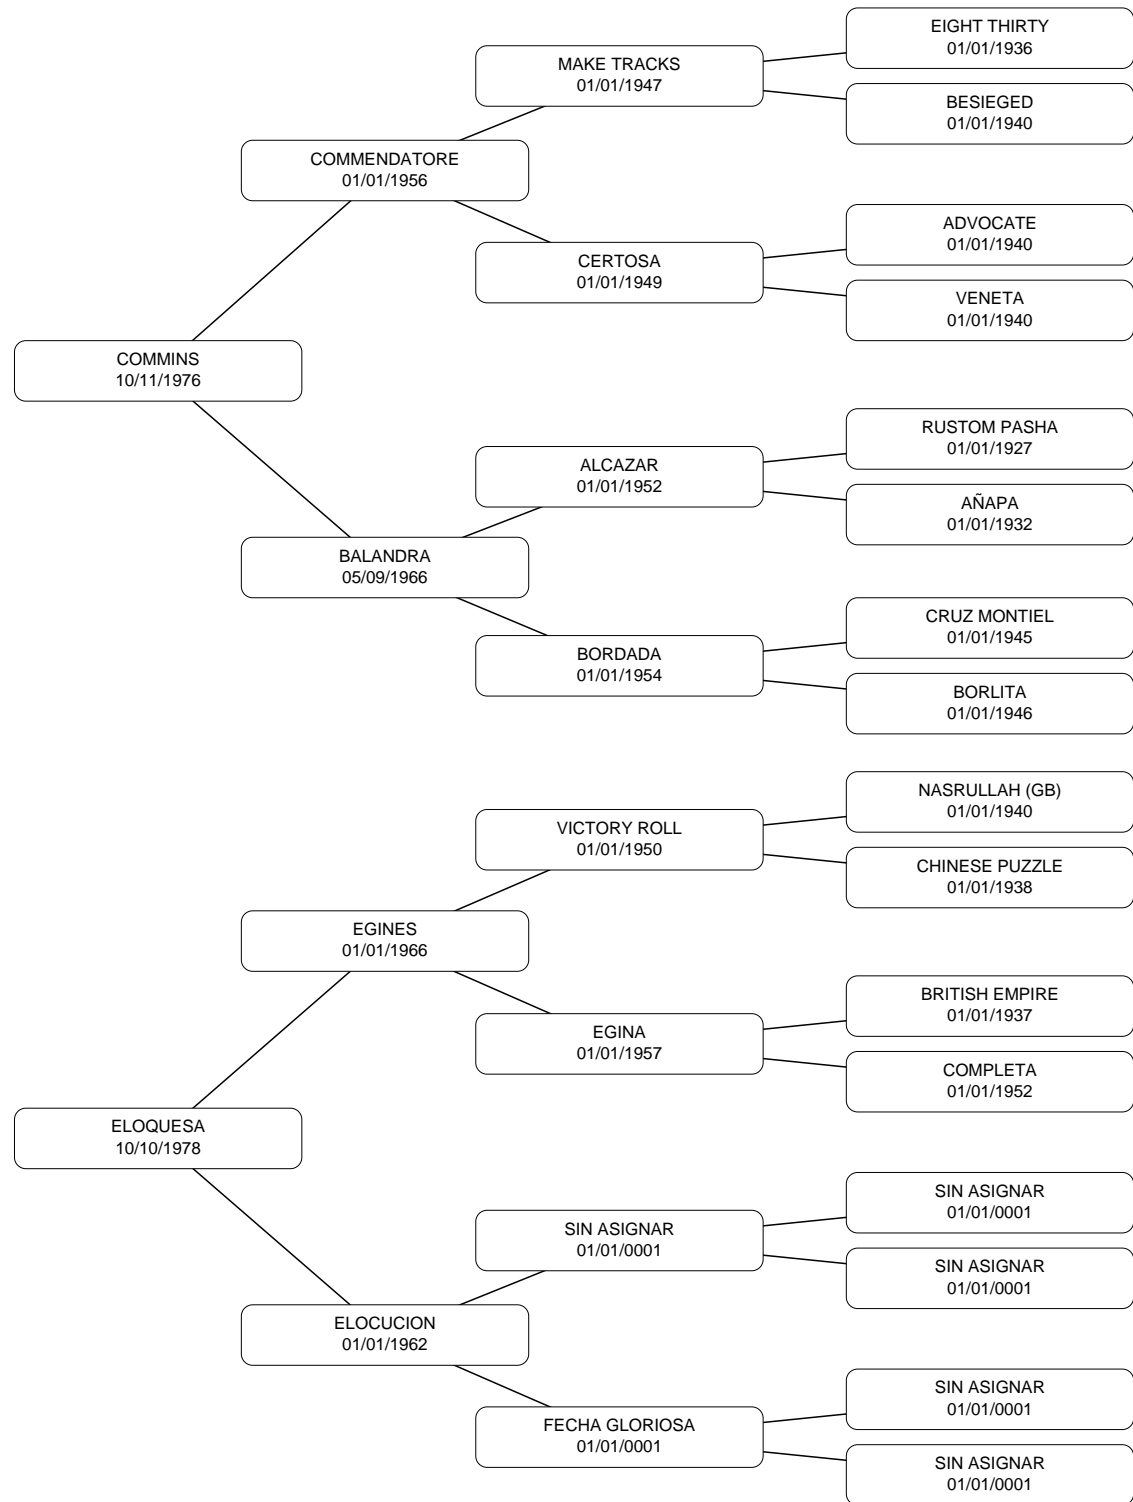 EIGHT THIRTY
01/01/1936
MAKE TRACKS
01/01/1947
BESIEGED
01/01/1940
COMMENDATORE
01/01/1956
ADVOCATE
01/01/1940
CERTOSA
01/01/1949
VENETA
01/01/1940
COMMINS
10/11/1976
RUSTOM PASHA
01/01/1927
ALCAZAR
01/01/1952
AÑAPA
01/01/1932
BALANDRA
05/09/1966
CRUZ MONTIEL
01/01/1945
BORDADA
01/01/1954
BORLITA
01/01/1946
NASRULLAH (GB)
01/01/1940
VICTORY ROLL
01/01/1950
CHINESE PUZZLE
01/01/1938
EGINES
01/01/1966
BRITISH EMPIRE
01/01/1937
EGINA
01/01/1957
COMPLETA
01/01/1952
ELOQUESA
10/10/1978
SIN ASIGNAR
01/01/0001
SIN ASIGNAR
01/01/0001
SIN ASIGNAR
01/01/0001
ELOCUCION
01/01/1962
SIN ASIGNAR
01/01/0001
FECHA GLORIOSA
01/01/0001
SIN ASIGNAR
01/01/0001